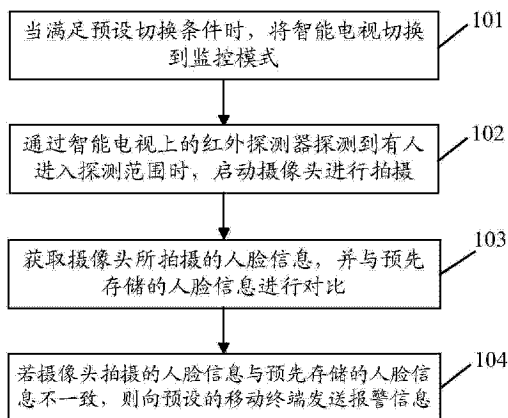 当满足预设切换条件时，将智能电视切换
到监控模式
101
通过智能电视上的红外探测器探测到有人
进入探测范围时，启动摄像头进行拍摄
102
获取摄像头所拍摄的人脸信息，并与预先
存储的人脸信息进行对比
103
若摄像头拍摄的人脸信息与预先存储的人脸信
息不一致，则向预设的移动终端发送报警信息
104